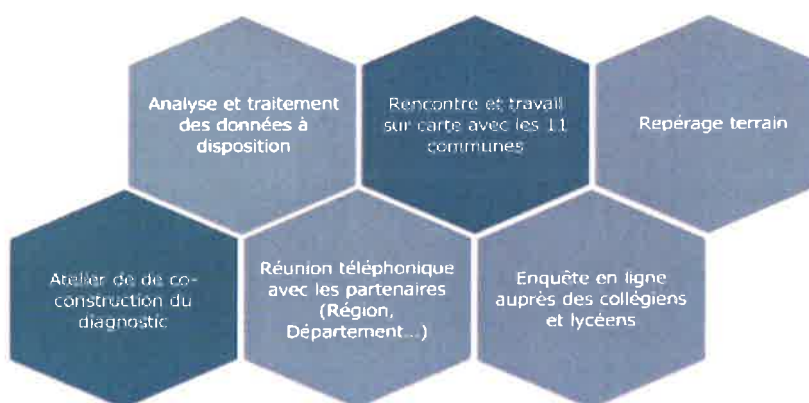 Analyse et traitement
des données à
disposition
Rencontre et travail
sur carte avec les 11
communes
Repérage terrain
Atelier de de co-
construction du
diagnostic
Réunion téléphonique
avec les partenaires
(Région,
Département...)
Enquête en ligne
auprès des collégiens
et lycéens